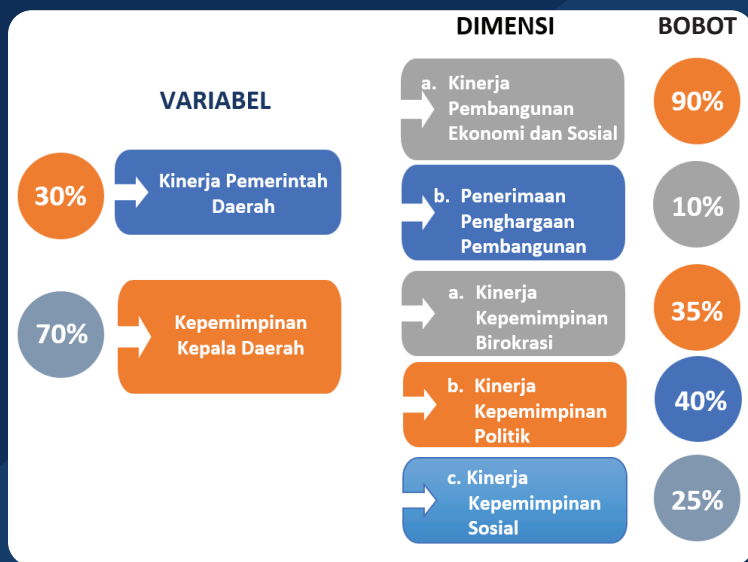 DIMENSI
BOBOT
VARIABEL
30%
Kinerja Pemerintah
Daerah
70%
Kepemimpinan
Kepala Daerah
a. Kinerja
Pembangunan
Ekonomi dan Sosial
90%
b. Penerimaan
Penghargaan
Pembangunan
10%
a. Kinerja
Kepemimpinan
Birokrasi
35%
b. Kinerja
Kepemimpinan
Politik
40%
c. Kinerja
Kepemimpinan
Sosial
25%